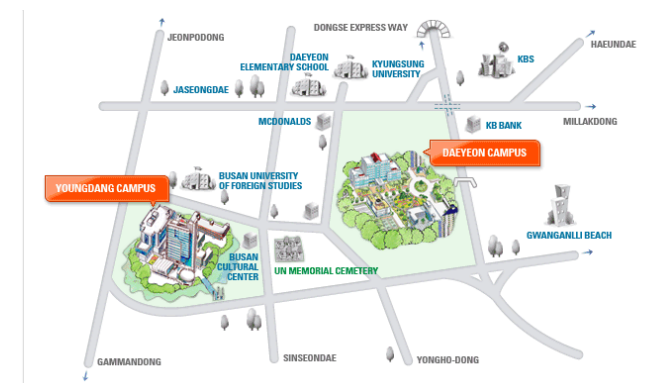 DONGSE EXPRESS WAY
JEONPODONG
HAEUNDAE
DAEYEON
ELEMENTARY SCHOOL
KYUNGSUNG
UNIVERSITY
KBS
JASEONGDAE
MCDONALDS
KB BANK
MILLAKDONG
DAEYEON CAMPUS
BUSAN UNIVERSITY
OF FOREIGN STUDIES
YOUNGDANG CAMPUS
GWANGANLLI BEACH
BUSAN
CULTURAL
CENTER
UN MEMORIAL CEMETERY
GAMMANDONG
SINSEONDAE
YONGHO-DONG